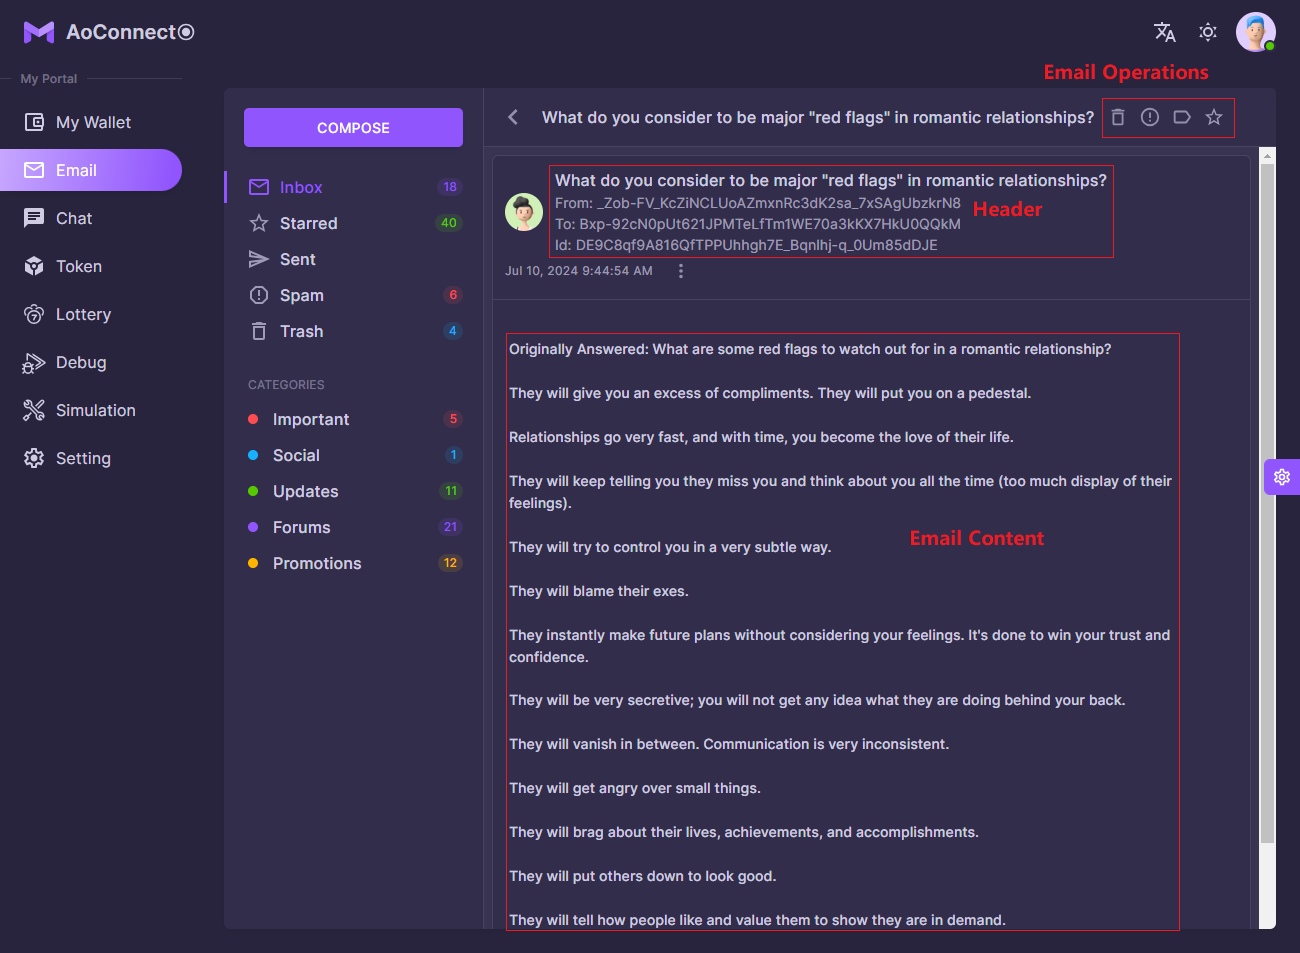 AoConnect
My Portal
My Wallet
Email
Chat
Token
Lottery
Debug
Simulation
Setting
COMPOSE
Inbox 18
Starred 40
Sent
Spam 6
Trash 4
CATEGORIES
Important 5
Social 1
Updates 11
Forums 21
Promotions 12
Email Operations
What do you consider to be major "red flags" in romantic relationships?
What do you consider to be major "red flags" in romantic relationships?
From: _Zob-FV_KcZiNCLUoAZmxnRc3dK2sa_7xSAgUbzkrN8
Header
To: Bxp-92cN0pUt621JPMTeLfTm1WE70a3kKX7HkU0QQkM
Id: DE9C8qf9A816QfTPPUhhgh7E_Bqnlhj-q_0Um85dDJE
Jul 10, 2024 9:44:54 AM
Originally Answered: What are some red flags to watch out for in a romantic relationship?
They will give you an excess of compliments. They will put you on a pedestal.
Relationships go very fast, and with time, you become the love of their life.
They will keep telling you they miss you and think about you all the time (too much display of their
feelings).
Email Content
They will try to control you in a very subtle way.
They will blame their exes.
They instantly make future plans without considering your feelings. It's done to win your trust and
confidence.
They will be very secretive; you will not get any idea what they are doing behind your back.
They will vanish in between. Communication is very inconsistent.
They will get angry over small things.
They will brag about their lives, achievements, and accomplishments.
They will put others down to look good.
They will tell how people like and value them to show they are in demand.